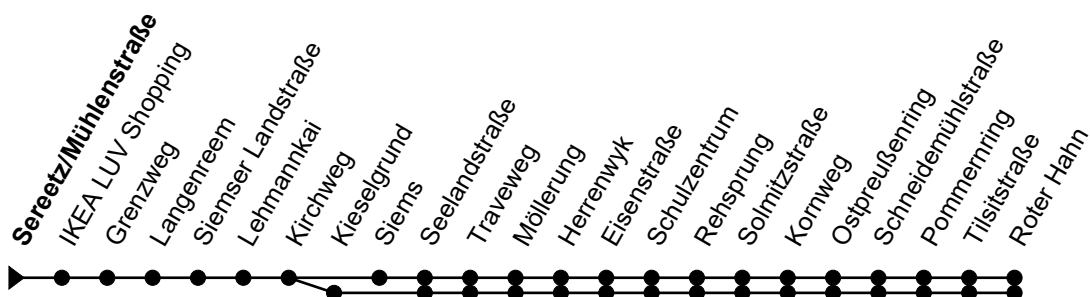 Sereetz/Mühlenstraße
IKEA LUV Shopping
Grenzweg
Langenreem
Siemser Landstraße
Lehmannkai
Kirchweg
Kieselgrund
Siems
Seelandstraße
Traveweg
Möllerung
Herrenwyk
Eisenstraße
Schulzentrum
Rehsprung
Solmitzstraße
Kornweg
Ostpreußenring
Schneidemühlstraße
Pommernring
Tilsitstraße
Roter Hahn